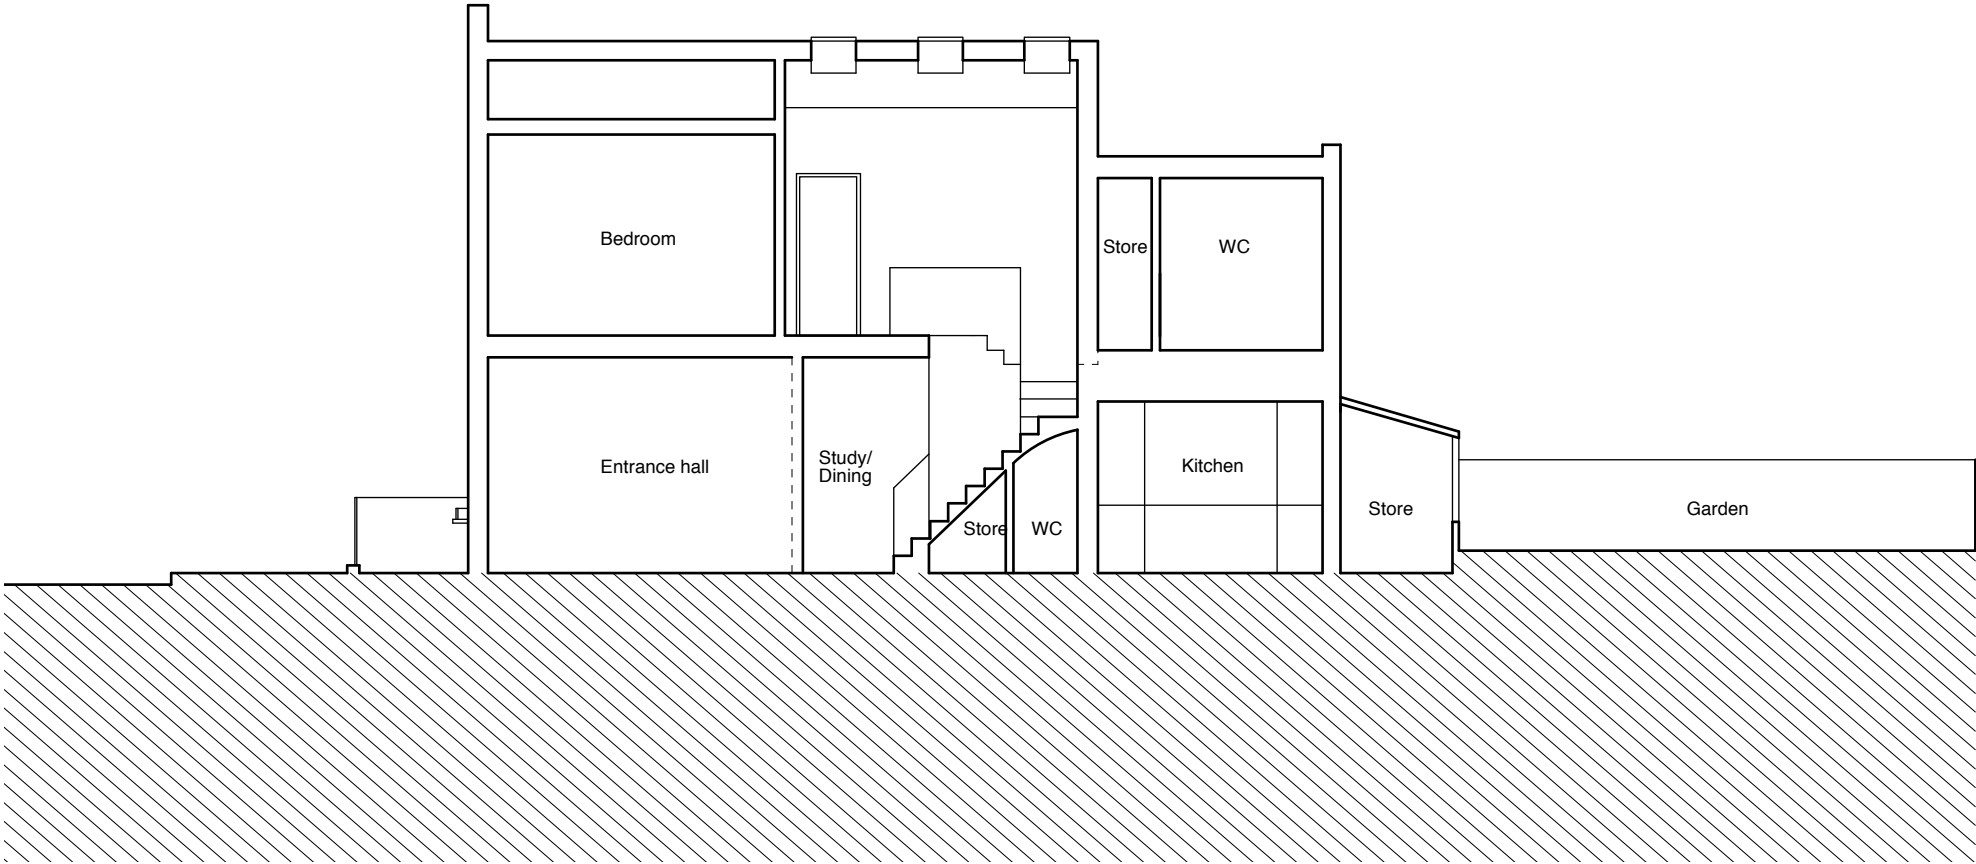 Bedroom
Store
WC
Entrance hall
Study/
Dining
Store
WC
Kitchen
Store
Garden